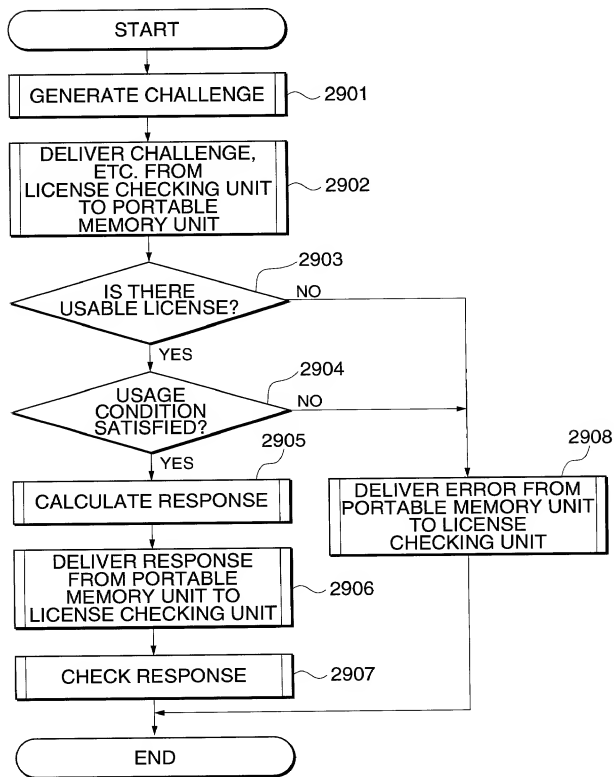 START
GENERATE CHALLENGE
2901
DELIVER CHALLENGE,
ETC. FROM
LICENSE CHECKING UNIT
TO PORTABLE
MEMORY UNIT
2902
2903
IS THERE
USABLE LICENSE?
NO
YES
2904
USAGE
CONDITION
SATISFIED?
NO
YES
2905
CALCULATE RESPONSE
2908
DELIVER ERROR FROM
PORTABLE MEMORY UNIT
TO LICENSE
CHECKING UNIT
DELIVER RESPONSE
FROM PORTABLE
MEMORY UNIT TO
LICENSE CHECKING UNIT
2906
CHECK RESPONSE
2907
END